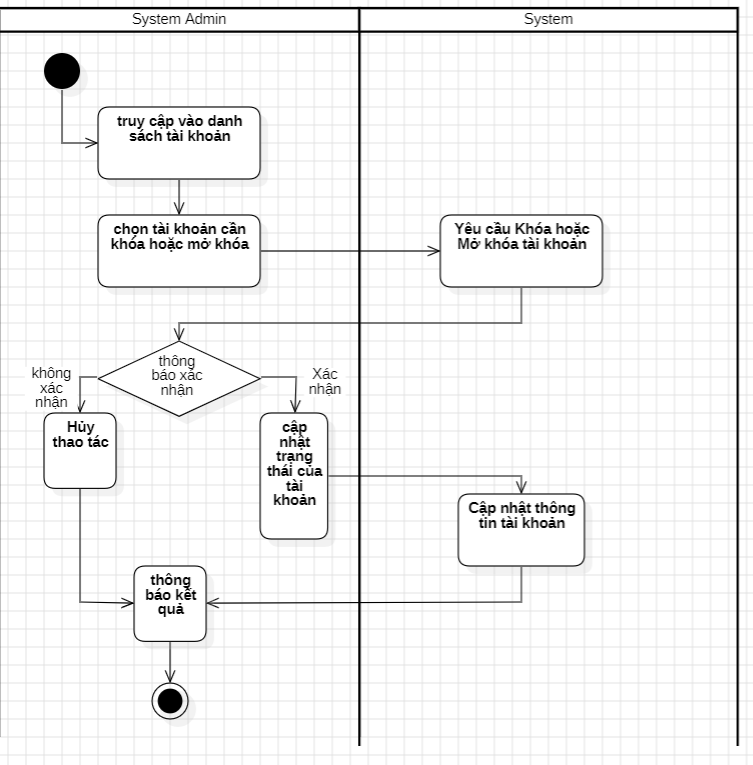 System Admin
System
truy cập vào danh
sách tài khoản
chọn tài khoản cần
khóa hoặc mở khóa
Yêu cầu Khóa hoặc
Mở khóa tài khoản
thông
báo xác
nhận
không
xác
nhận
Xác
nhận
Hủy
thao tác
cập
nhật
trạng
thái của
tài
khoản
Cập nhật thông
tin tài khoản
thông
báo kết
quả